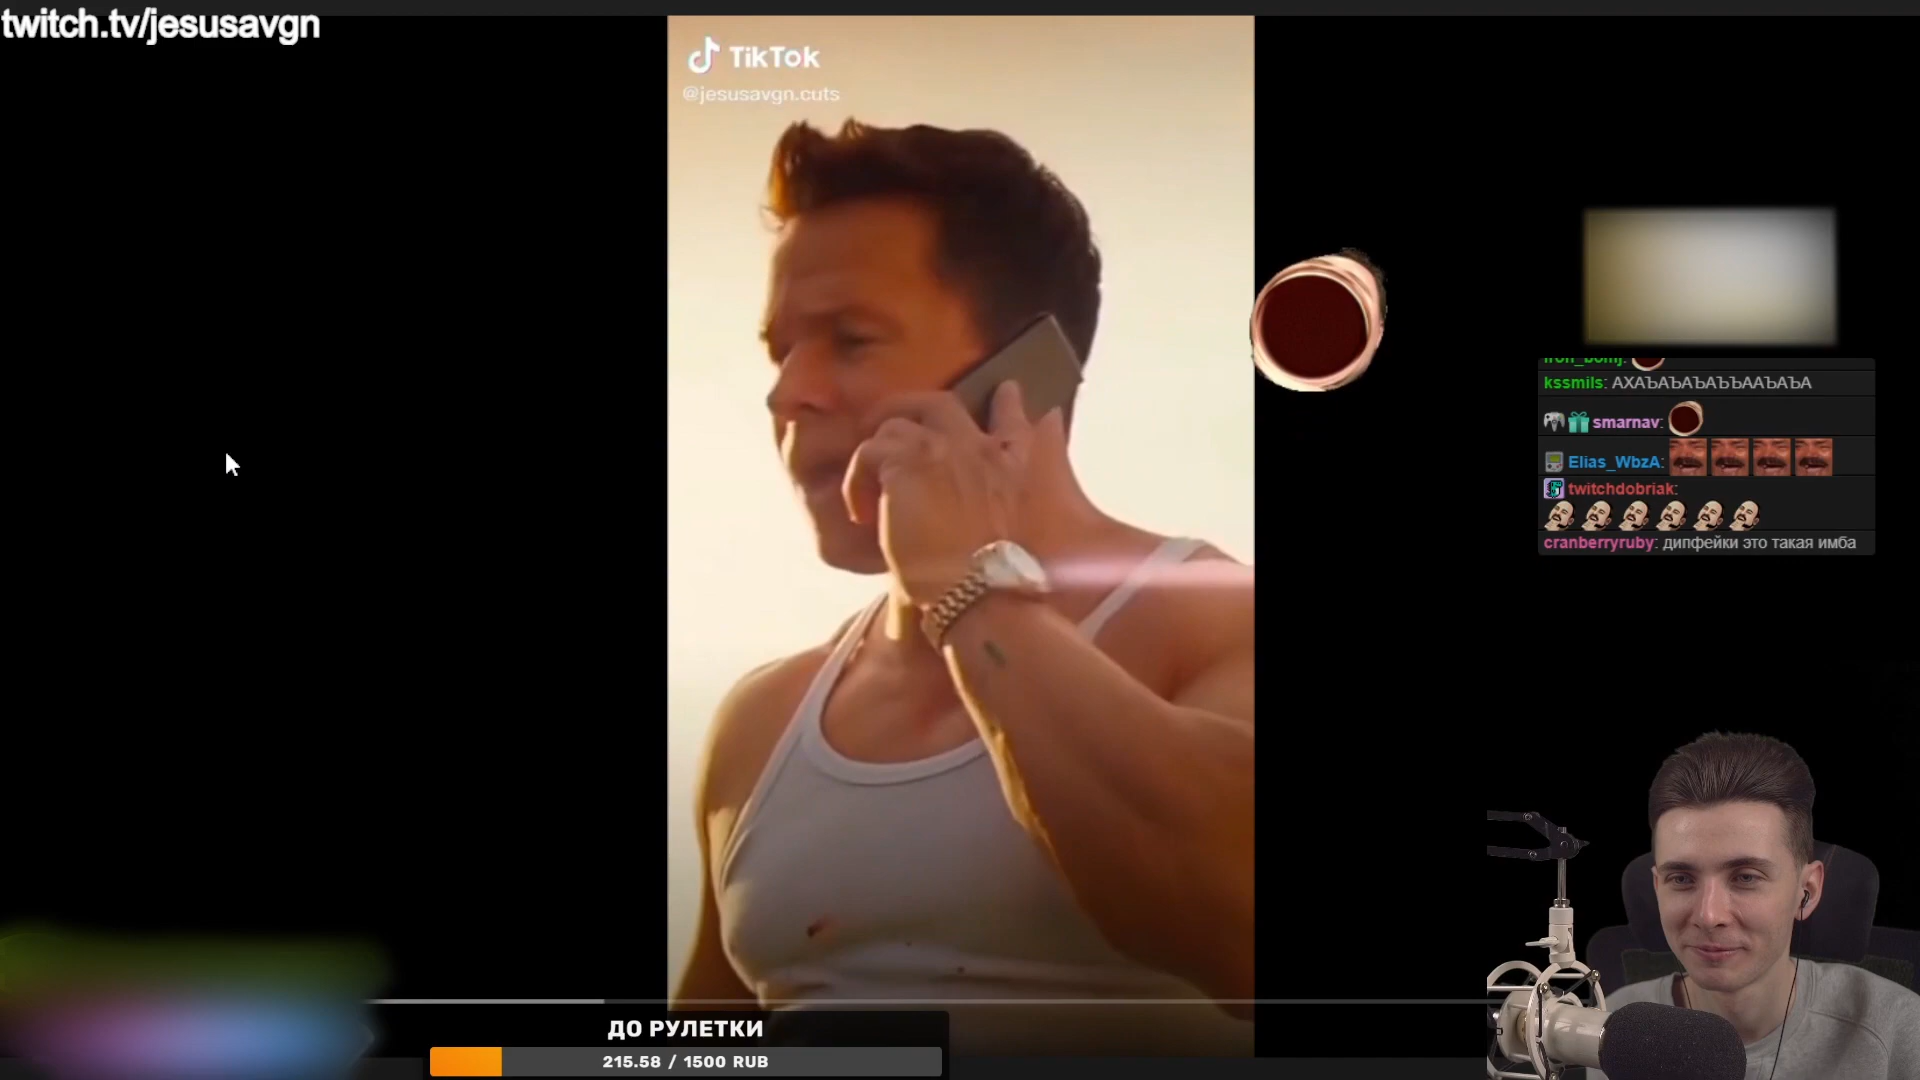 twitch.tv/jesusavgn
TikTok
@jesusavgn.cuts
kssmils: АХАЪАЪАЪАЪЪААЪАЪА
smarnav:
Elias_WbzA:
twitchdobriak:
cranberryruby: дипфейки это такая имба
ДО РУЛЕТКИ
215.58 / 1500 RUB